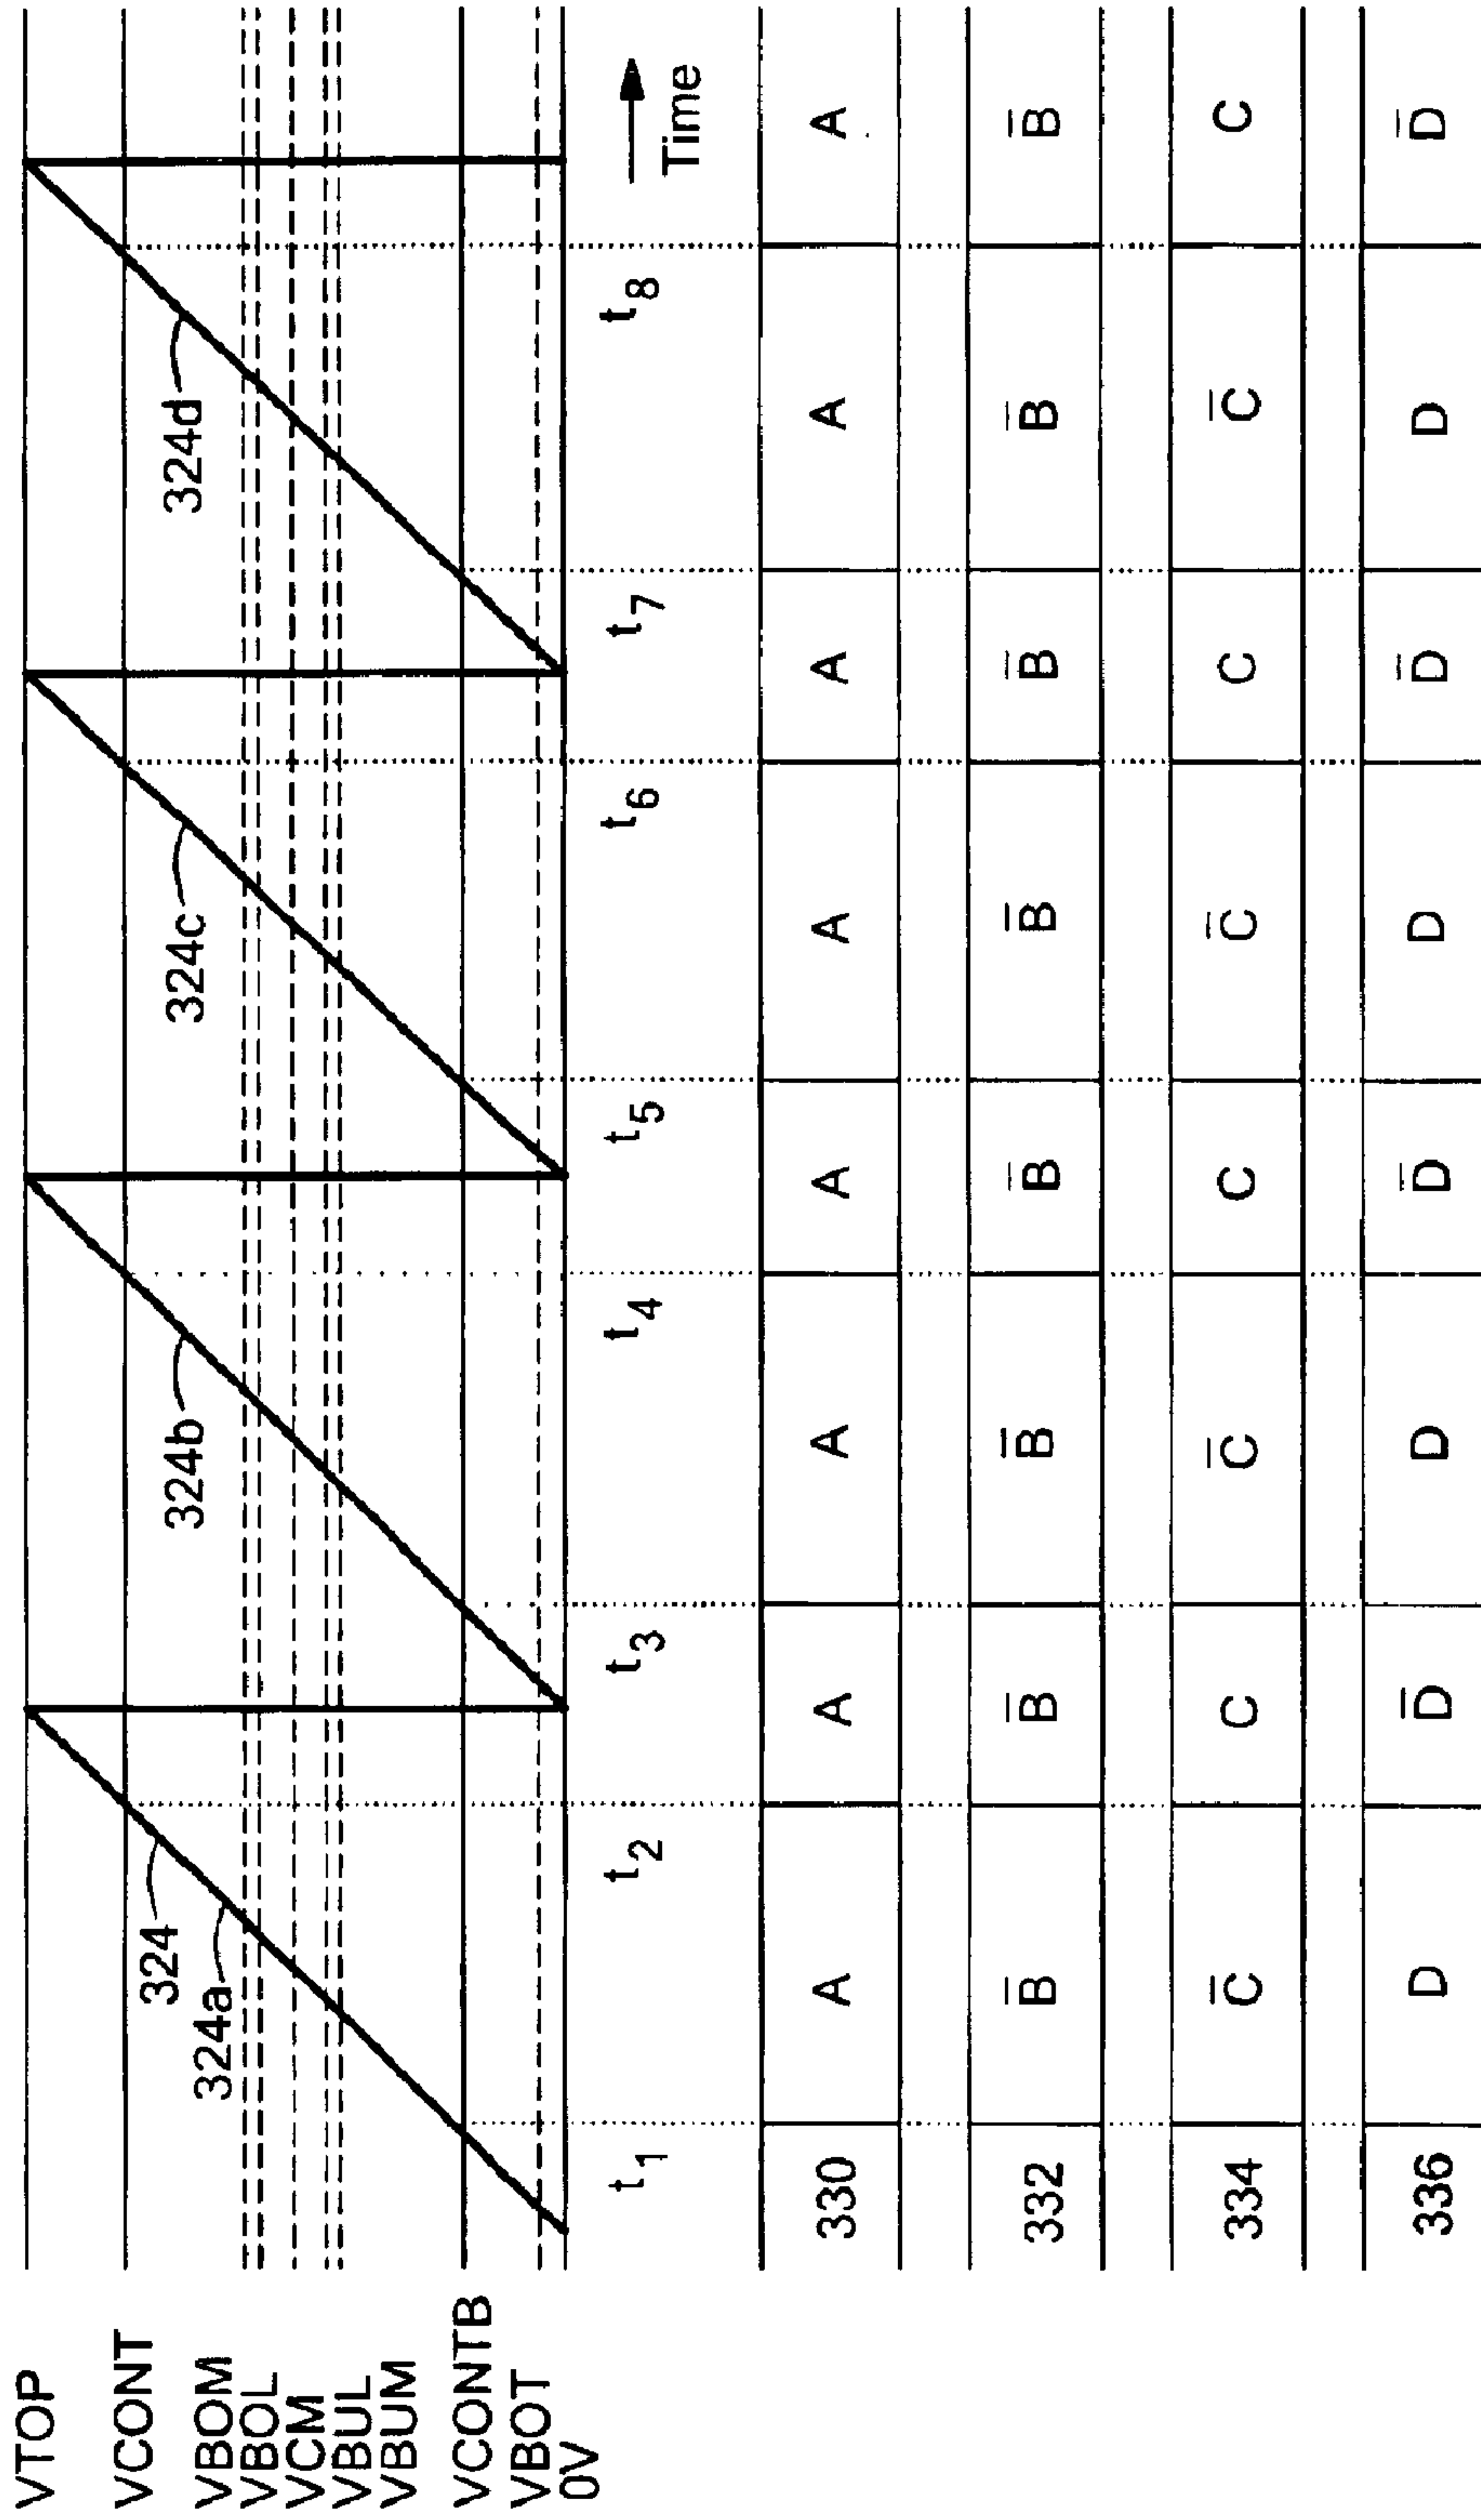 VTOP
VCONT
VBOM
VBOL
VCM
VBUL
VBUM
VCONTB
VBOT
0V
324
324a
324b
324c
324d
t1 t2 t3 t4 t5 t6 t7 t8
Time
330 A A A A A A A A
332 B̅ B̅ B̅ B̅ B̅ B̅ B̅ B̅
334 C̅ C C̅ C C̅ C C̅ C
336 D D̅ D D̅ D D̅ D D̅